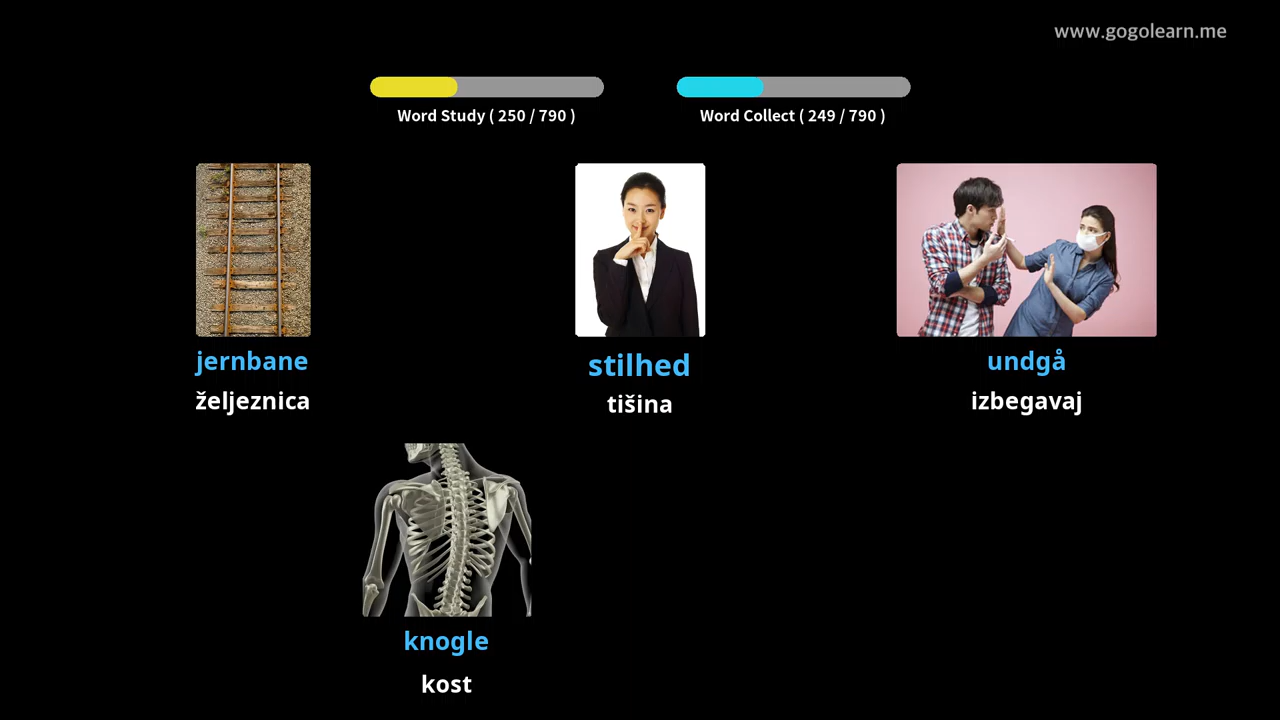 www.gogolearn.me
Word Study ( 250 / 790 )
Word Collect ( 249 / 790 )
jernbane
željeznica
stilhed
tišina
undgå
izbegavaj
knogle
kost